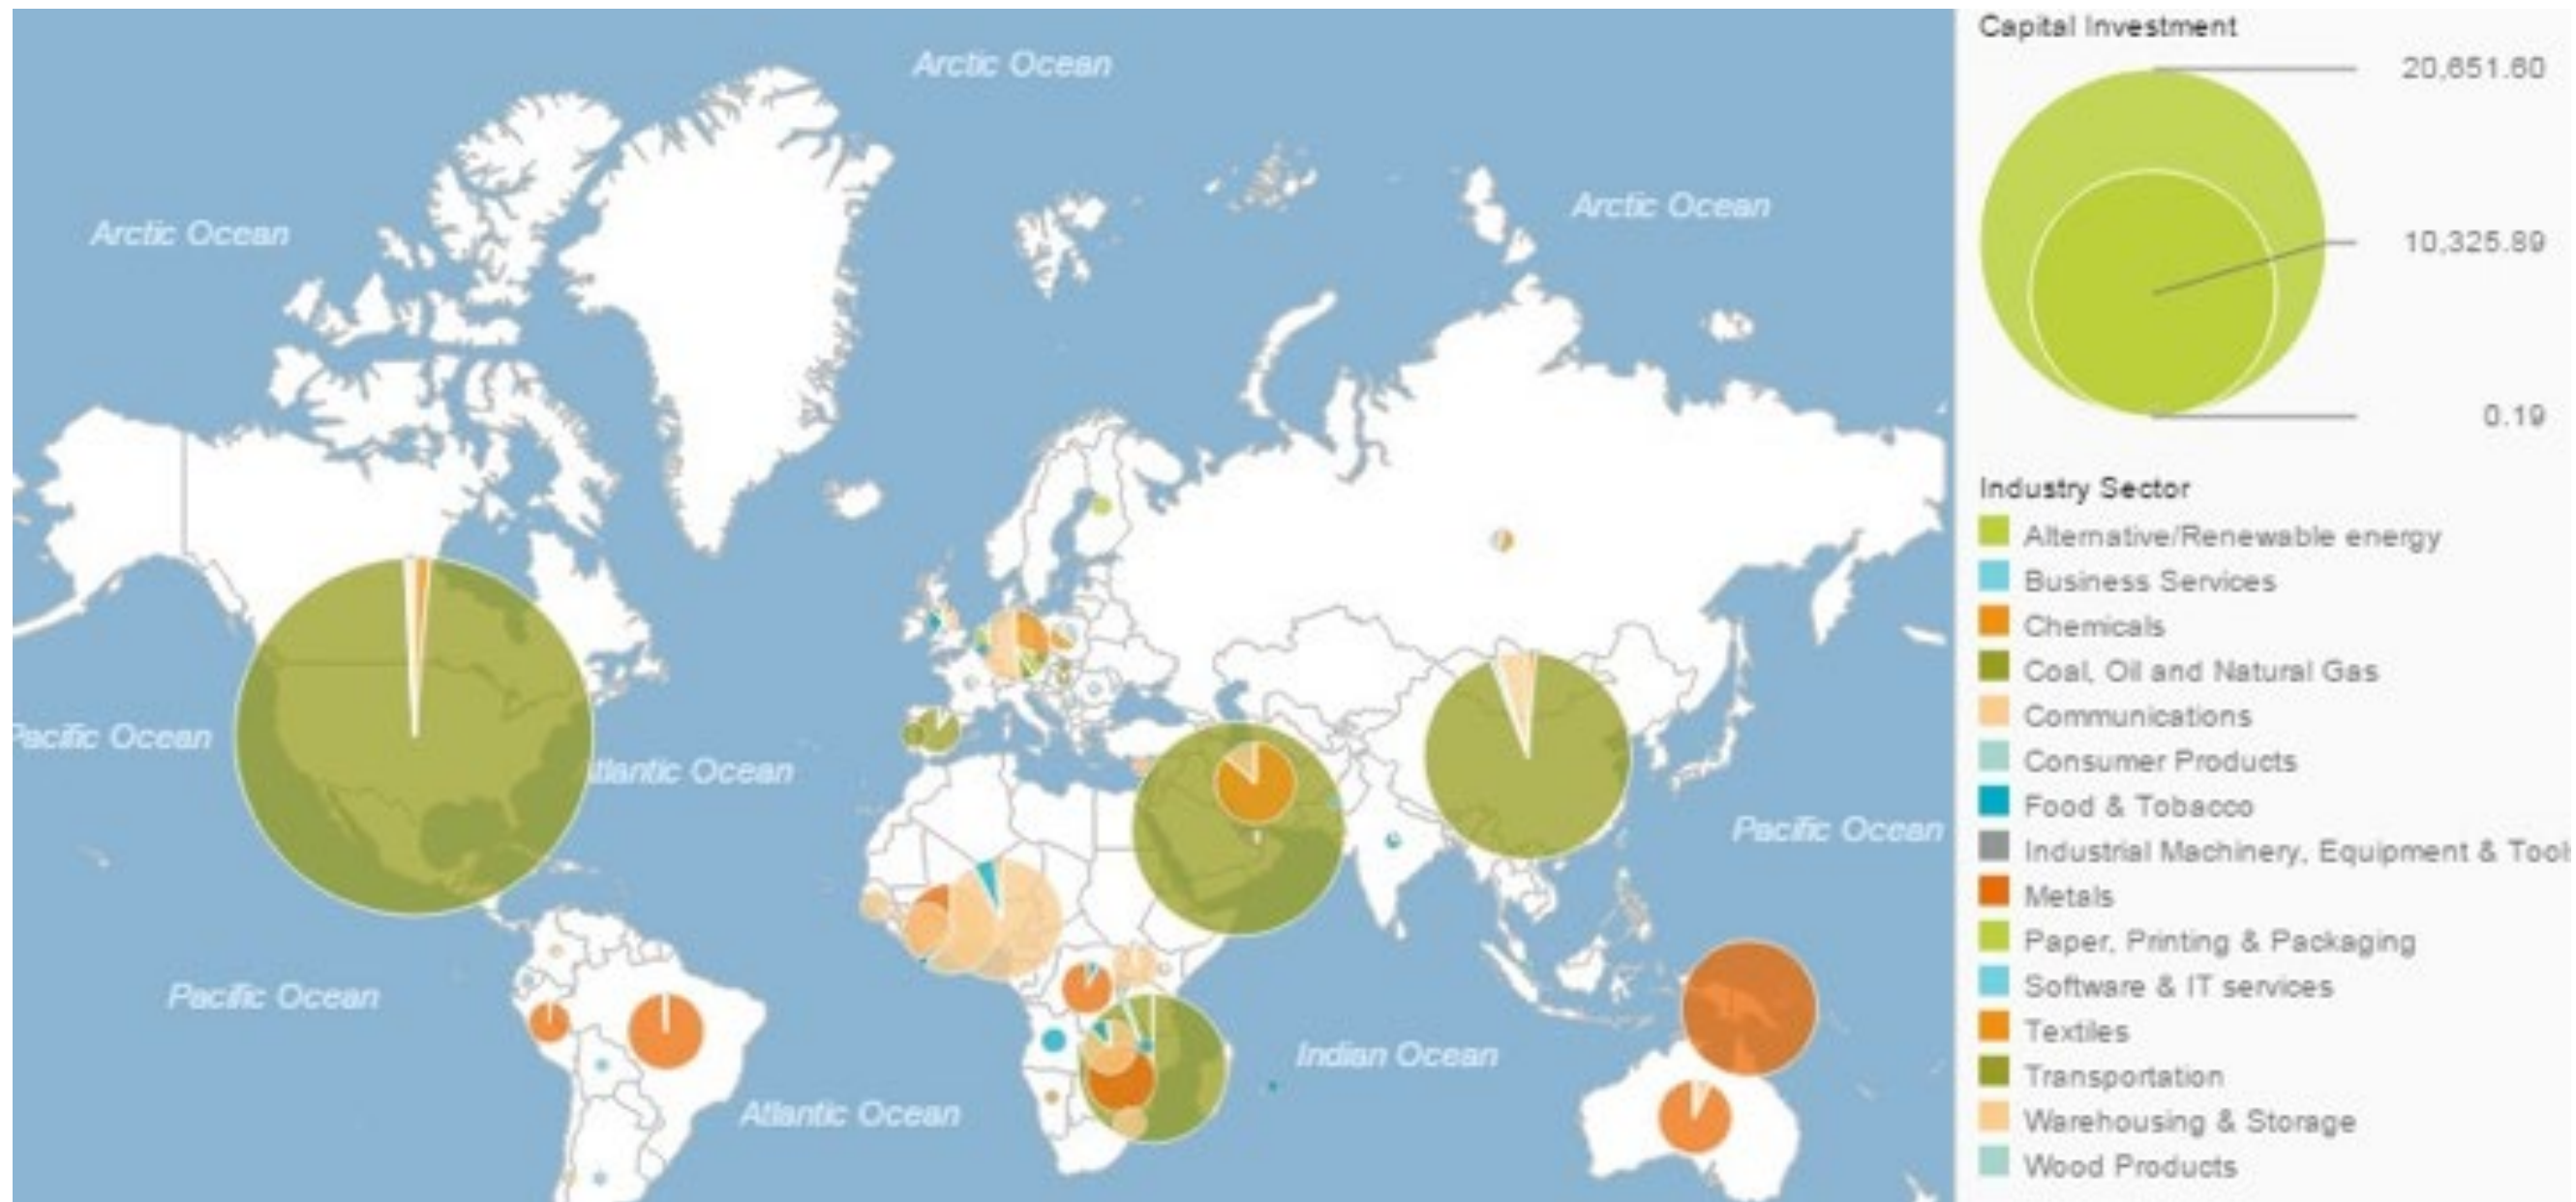 Arctic Ocean
Arctic Ocean
Arctic Ocean
Pacific Ocean
Atlantic Ocean
Pacific Ocean
Pacific Ocean
Indian Ocean
Atlantic Ocean
Capital Investment
20,651.60
10,325.89
0.19
Industry Sector
Alternative/Renewable energy
Business Services
Chemicals
Coal, Oil and Natural Gas
Communications
Consumer Products
Food & Tobacco
Industrial Machinery, Equipment & Tools
Metals
Paper, Printing & Packaging
Software & IT services
Textiles
Transportation
Warehousing & Storage
Wood Products